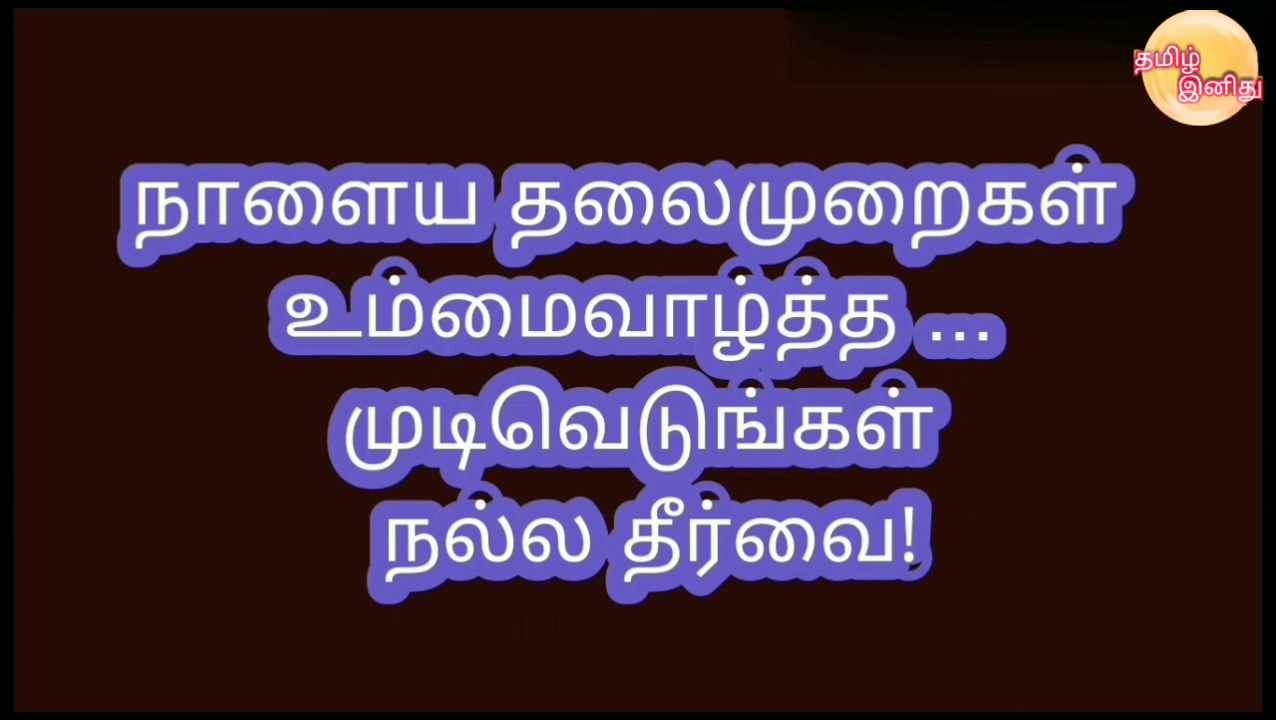 தமிழ்
இனிது
நாளைய தலைமுறைகள்
உம்மைவாழ்த்த ...
முடிவெடுங்கள்
நல்ல தீர்வை!